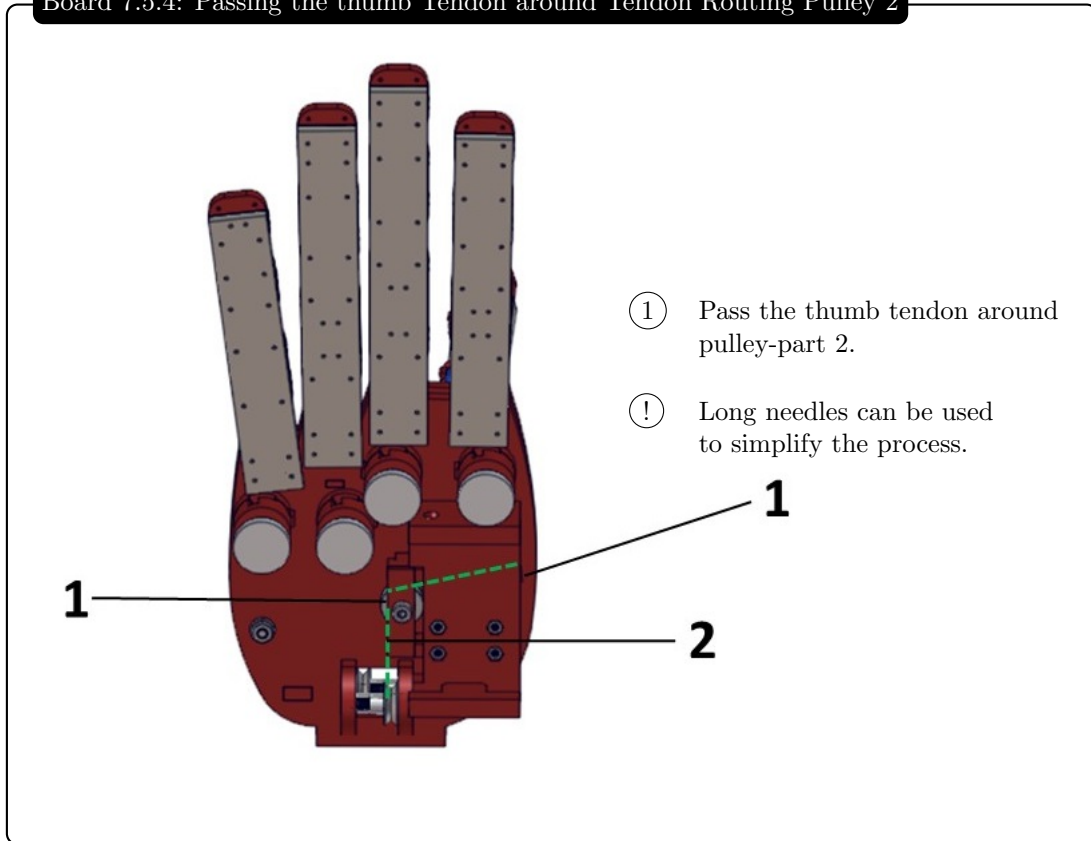 Board 7.5.4: Passing the thumb Tendon around Tendon Routing Pulley 2
1 Pass the thumb tendon around
pulley-part 2.
! Long needles can be used
to simplify the process.
1
1
2